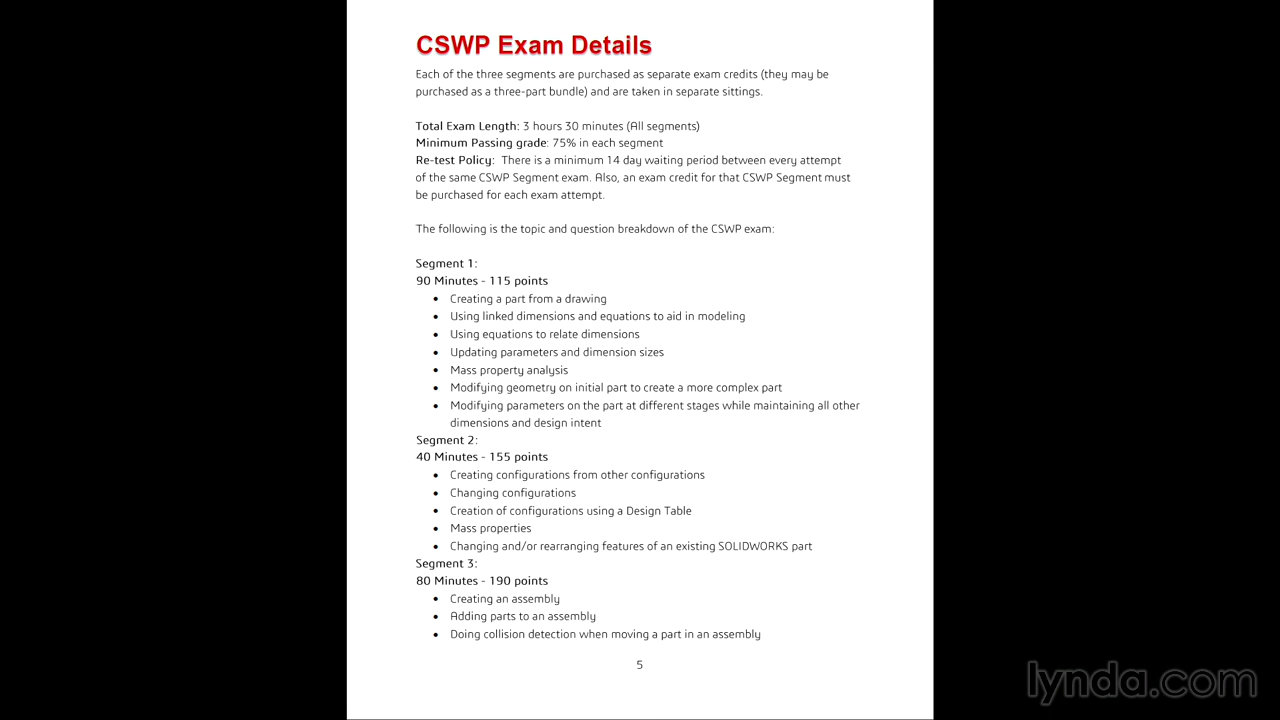 CSWP Exam Details
Each of the three segments are purchased as separate exam credits (they may be
purchased as a three-part bundle) and are taken in separate sittings.
Total Exam Length: 3 hours 30 minutes (All segments)
Minimum Passing grade: 75% in each segment
Re-test Policy: There is a minimum 14 day waiting period between every attempt
of the same CSWP Segment exam. Also, an exam credit for that CSWP Segment must
be purchased for each exam attempt.
The following is the topic and question breakdown of the CSWP exam:
Segment 1:
90 Minutes - 115 points
• Creating a part from a drawing
• Using linked dimensions and equations to aid in modeling
• Using equations to relate dimensions
• Updating parameters and dimension sizes
• Mass property analysis
• Modifying geometry on initial part to create a more complex part
• Modifying parameters on the part at different stages while maintaining all other
dimensions and design intent
Segment 2:
40 Minutes - 155 points
• Creating configurations from other configurations
• Changing configurations
• Creation of configurations using a Design Table
• Mass properties
• Changing and/or rearranging features of an existing SOLIDWORKS part
Segment 3:
80 Minutes - 190 points
• Creating an assembly
• Adding parts to an assembly
• Doing collision detection when moving a part in an assembly
5
lynda.com